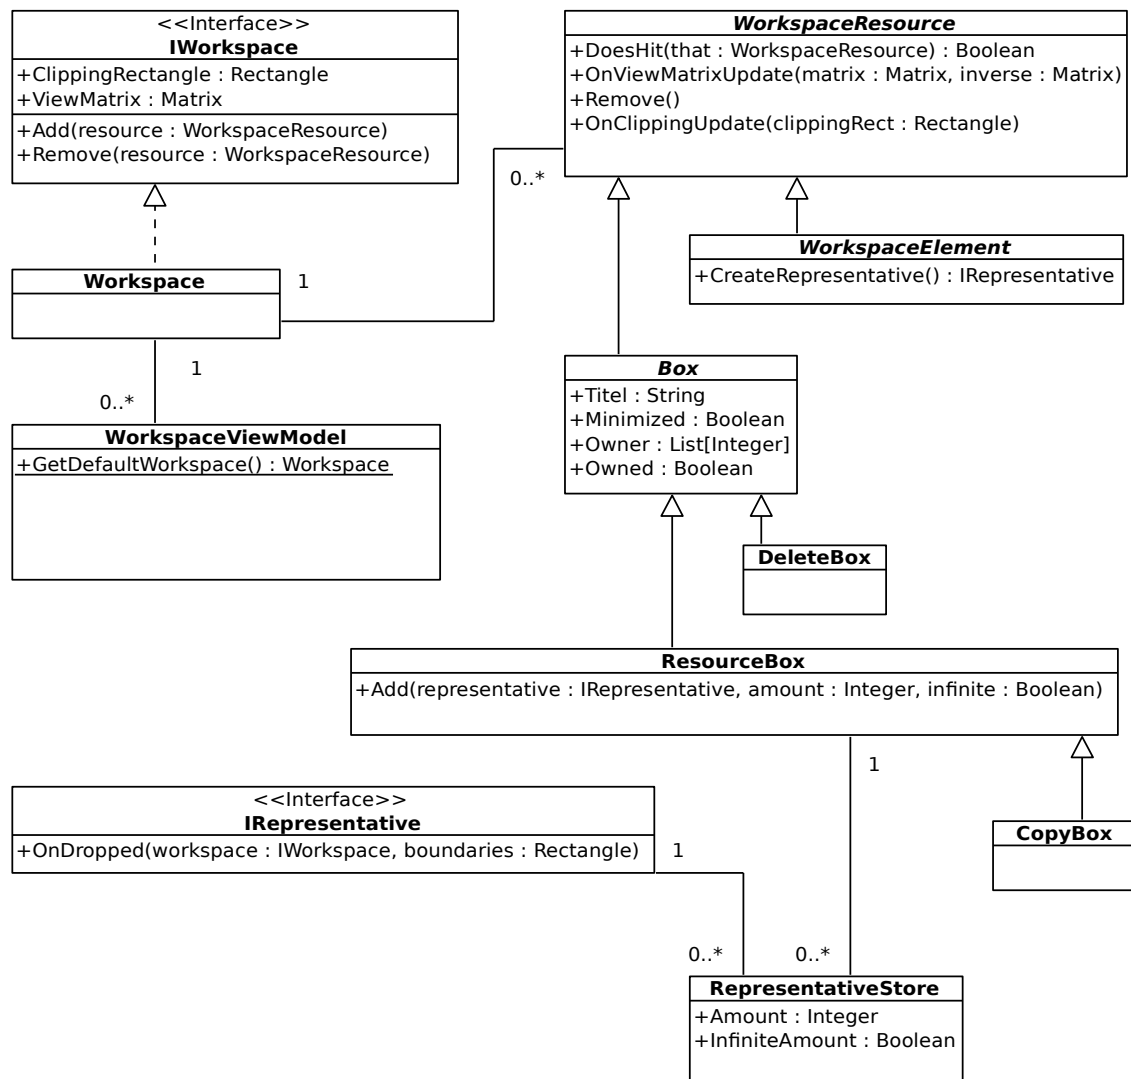 <<Interface>>
IWorkspace
+ClippingRectangle : Rectangle
+ViewMatrix : Matrix
+Add(resource : WorkspaceResource)
+Remove(resource : WorkspaceResource)
WorkspaceResource
+DoesHit(that : WorkspaceResource) : Boolean
+OnViewMatrixUpdate(matrix : Matrix, inverse : Matrix)
+Remove()
+OnClippingUpdate(clippingRect : Rectangle)
0..*
WorkspaceElement
+CreateRepresentative() : IRepresentative
Workspace
1
1
0..*
Box
+Titel : String
+Minimized : Boolean
+Owner : List[Integer]
+Owned : Boolean
WorkspaceViewModel
+GetDefaultWorkspace() : Workspace
DeleteBox
ResourceBox
+Add(representative : IRepresentative, amount : Integer, infinite : Boolean)
1
<<Interface>>
IRepresentative
+OnDropped(workspace : IWorkspace, boundaries : Rectangle)
1
CopyBox
0..*
0..*
RepresentativeStore
+Amount : Integer
+InfiniteAmount : Boolean